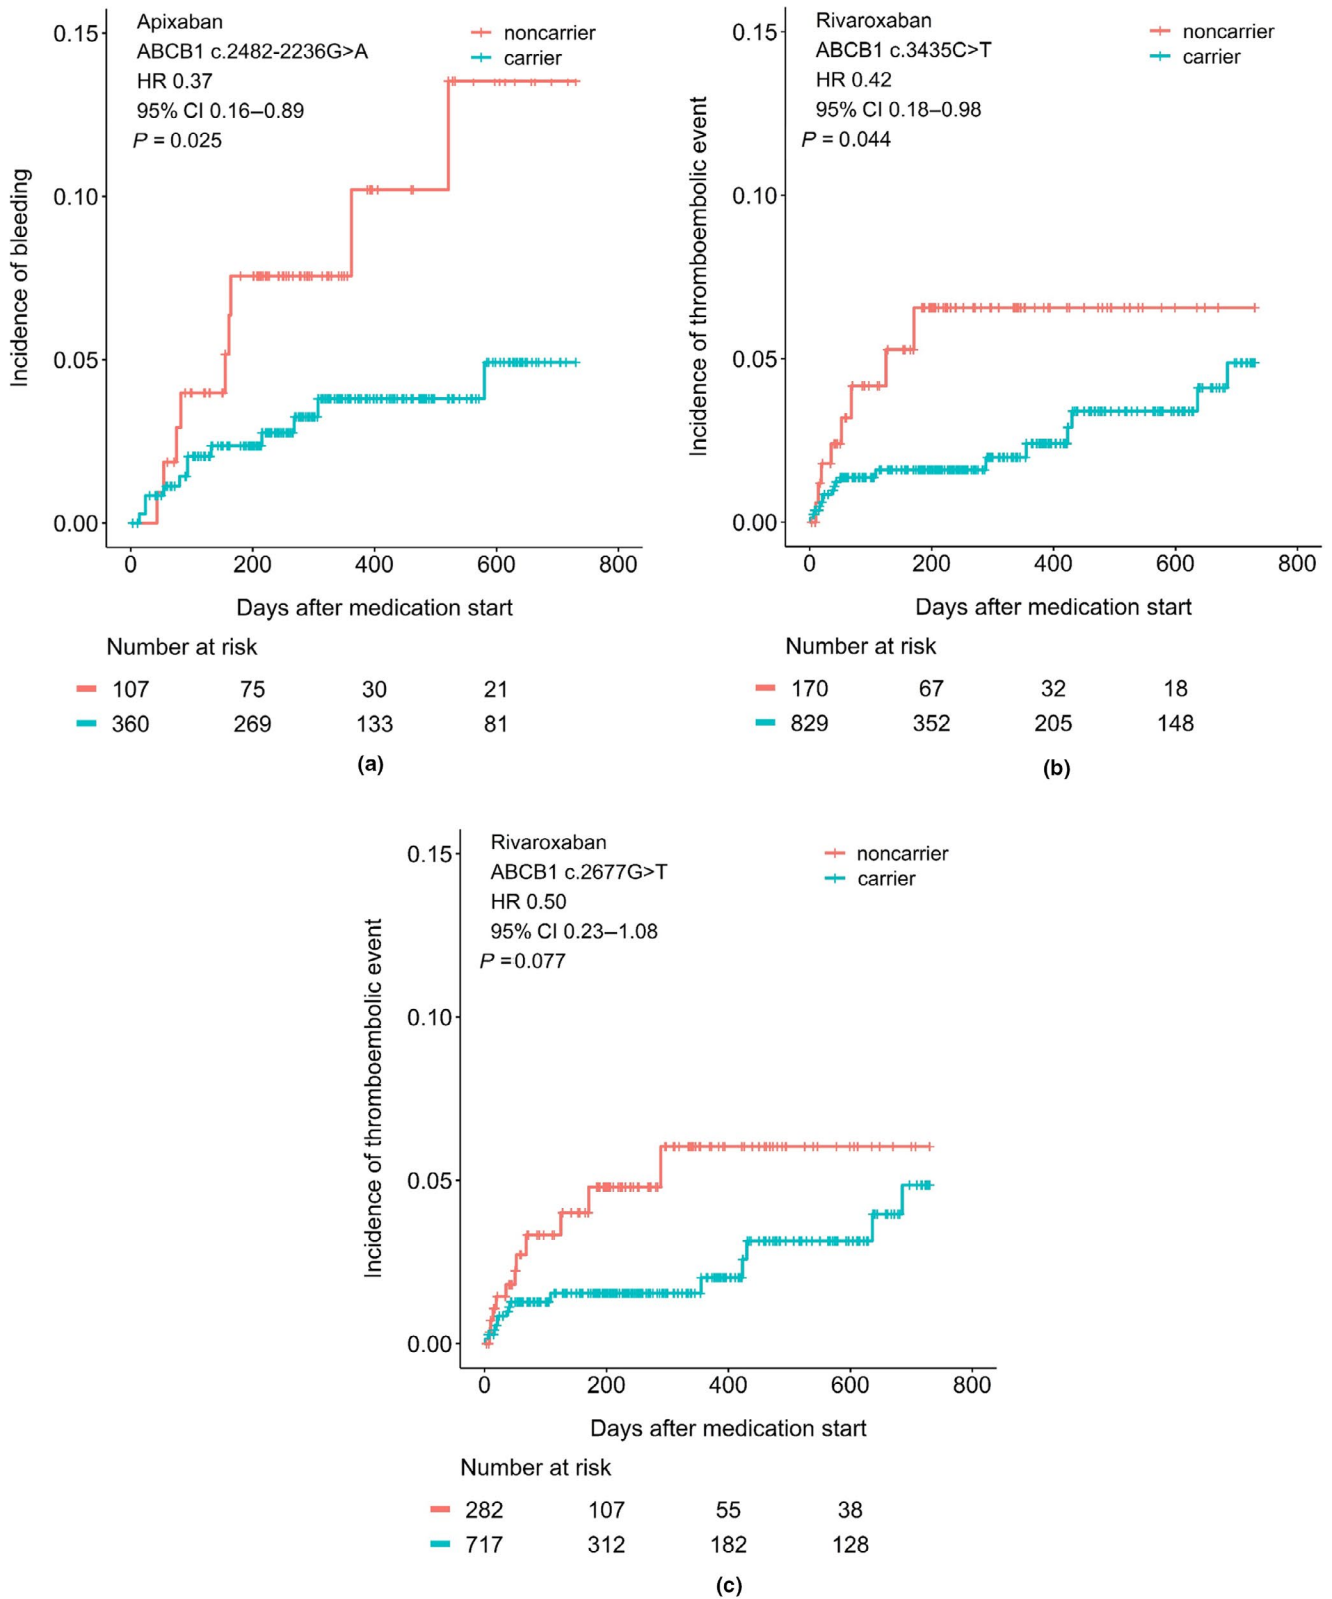 Apixaban
ABCB1 c.2482-2236G>A
HR 0.37
95% CI 0.16–0.89
P = 0.025
noncarrier
carrier
Incidence of bleeding
0.15
0.10
0.05
0.00
0 200 400 600 800
Days after medication start
Number at risk
107 75 30 21
360 269 133 81
(a)
Rivaroxaban
ABCB1 c.3435C>T
HR 0.42
95% CI 0.18–0.98
P = 0.044
noncarrier
carrier
Incidence of thromboembolic event
0.15
0.10
0.05
0.00
0 200 400 600 800
Days after medication start
Number at risk
170 67 32 18
829 352 205 148
(b)
Rivaroxaban
ABCB1 c.2677G>T
HR 0.50
95% CI 0.23–1.08
P =0.077
noncarrier
carrier
Incidence of thromboembolic event
0.15
0.10
0.05
0.00
0 200 400 600 800
Days after medication start
Number at risk
282 107 55 38
717 312 182 128
(c)